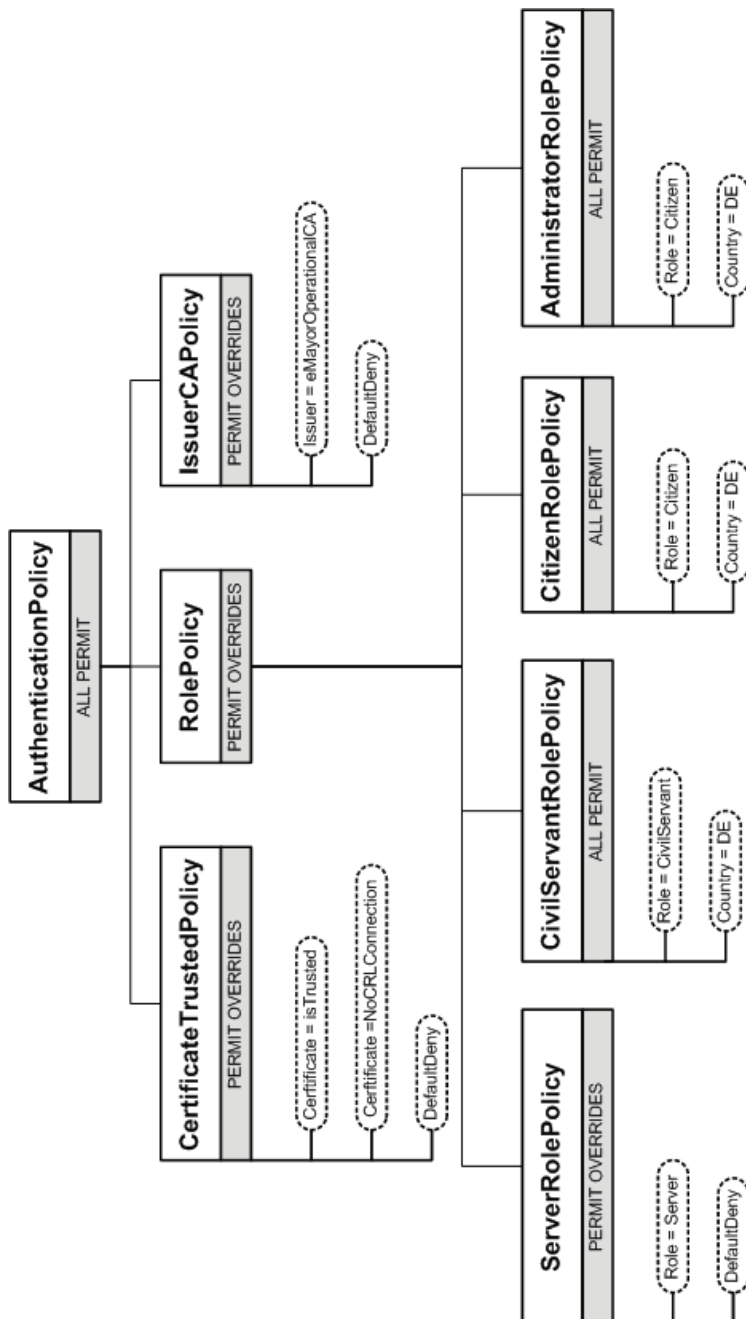 AuthenticationPolicy
ALL PERMIT
CertificateTrustedPolicy
PERMIT OVERRIDES
Cerftificate = isTrusted
Cerftificate =NoCRLConnection
DefaultDeny
RolePolicy
PERMIT OVERRIDES
IssuerCAPolicy
PERMIT OVERRIDES
Issuer = eMayorOperationalCA
DefaultDeny
ServerRolePolicy
PERMIT OVERRIDES
Role = Server
DefaultDeny
CivilServantRolePolicy
ALL PERMIT
Role = CivilServant
Country = DE
CitizenRolePolicy
ALL PERMIT
Role = Citizen
Country = DE
AdministratorRolePolicy
ALL PERMIT
Role = Citizen
Country = DE